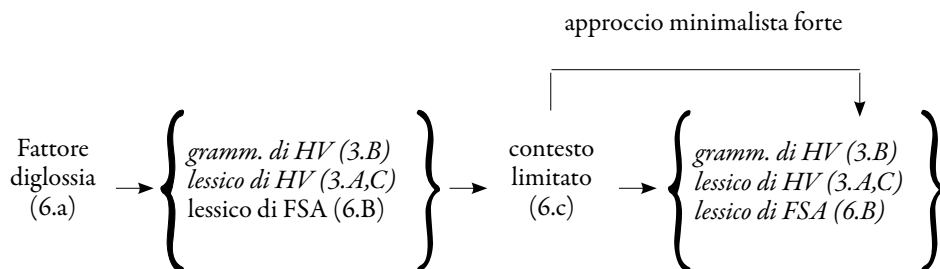 approccio minimalista forte
Fattore
diglossia
(6.a)
gramm. di HV (3.B)
lessico di HV (3.A,C)
lessico di FSA (6.B)
contesto
limitato
(6.c)
gramm. di HV (3.B)
lessico di HV (3.A,C)
lessico di FSA (6.B)